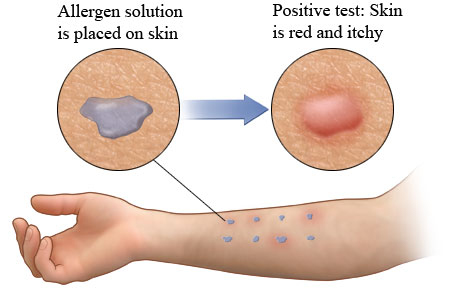 Allergen solution
is placed on skin
Positive test: Skin
is red and itchy